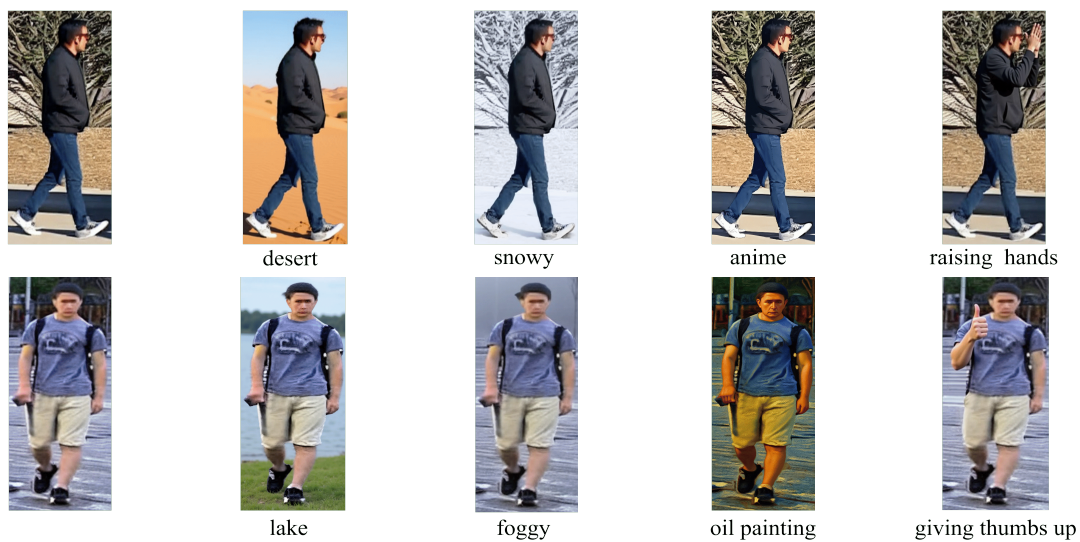 desert
snowy
anime
raising hands
lake
foggy
oil painting
giving thumbs up